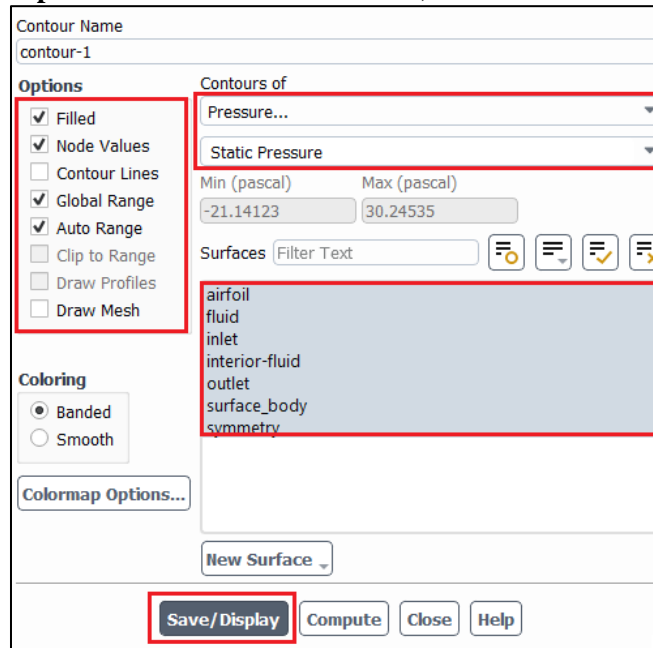 Contour Name
contour-1
Options
Filled
Node Values
Contour Lines
Global Range
Auto Range
Clip to Range
Draw Profiles
Draw Mesh
Coloring
Banded
Smooth
Colormap Options...
Contours of
Pressure...
Static Pressure
Min (pascal) Max (pascal)
-21.14123 30.24535
Surfaces Filter Text
airfoil
fluid
inlet
interior-fluid
outlet
surface_body
symmetry
New Surface
Save/Display Compute Close Help